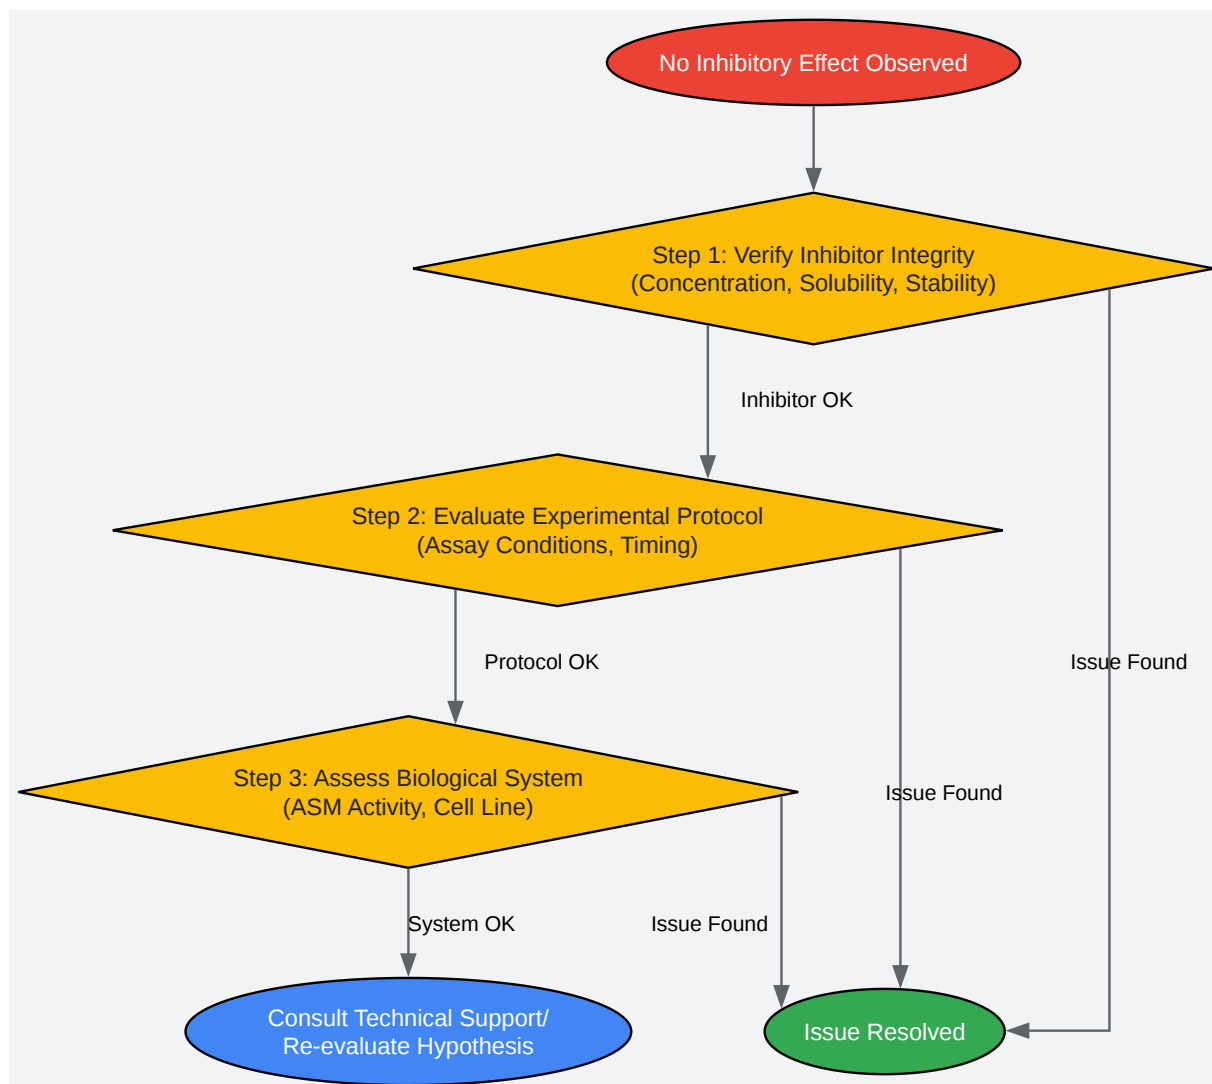 No Inhibitory Effect Observed
Step 1: Verify Inhibitor Integrity
(Concentration, Solubility, Stability)
Inhibitor OK
Step 2: Evaluate Experimental Protocol
(Assay Conditions, Timing)
Protocol OK
Issue Found
Step 3: Assess Biological System
(ASM Activity, Cell Line)
Issue Found
System OK
Issue Found
Consult Technical Support/
Re-evaluate Hypothesis
Issue Resolved